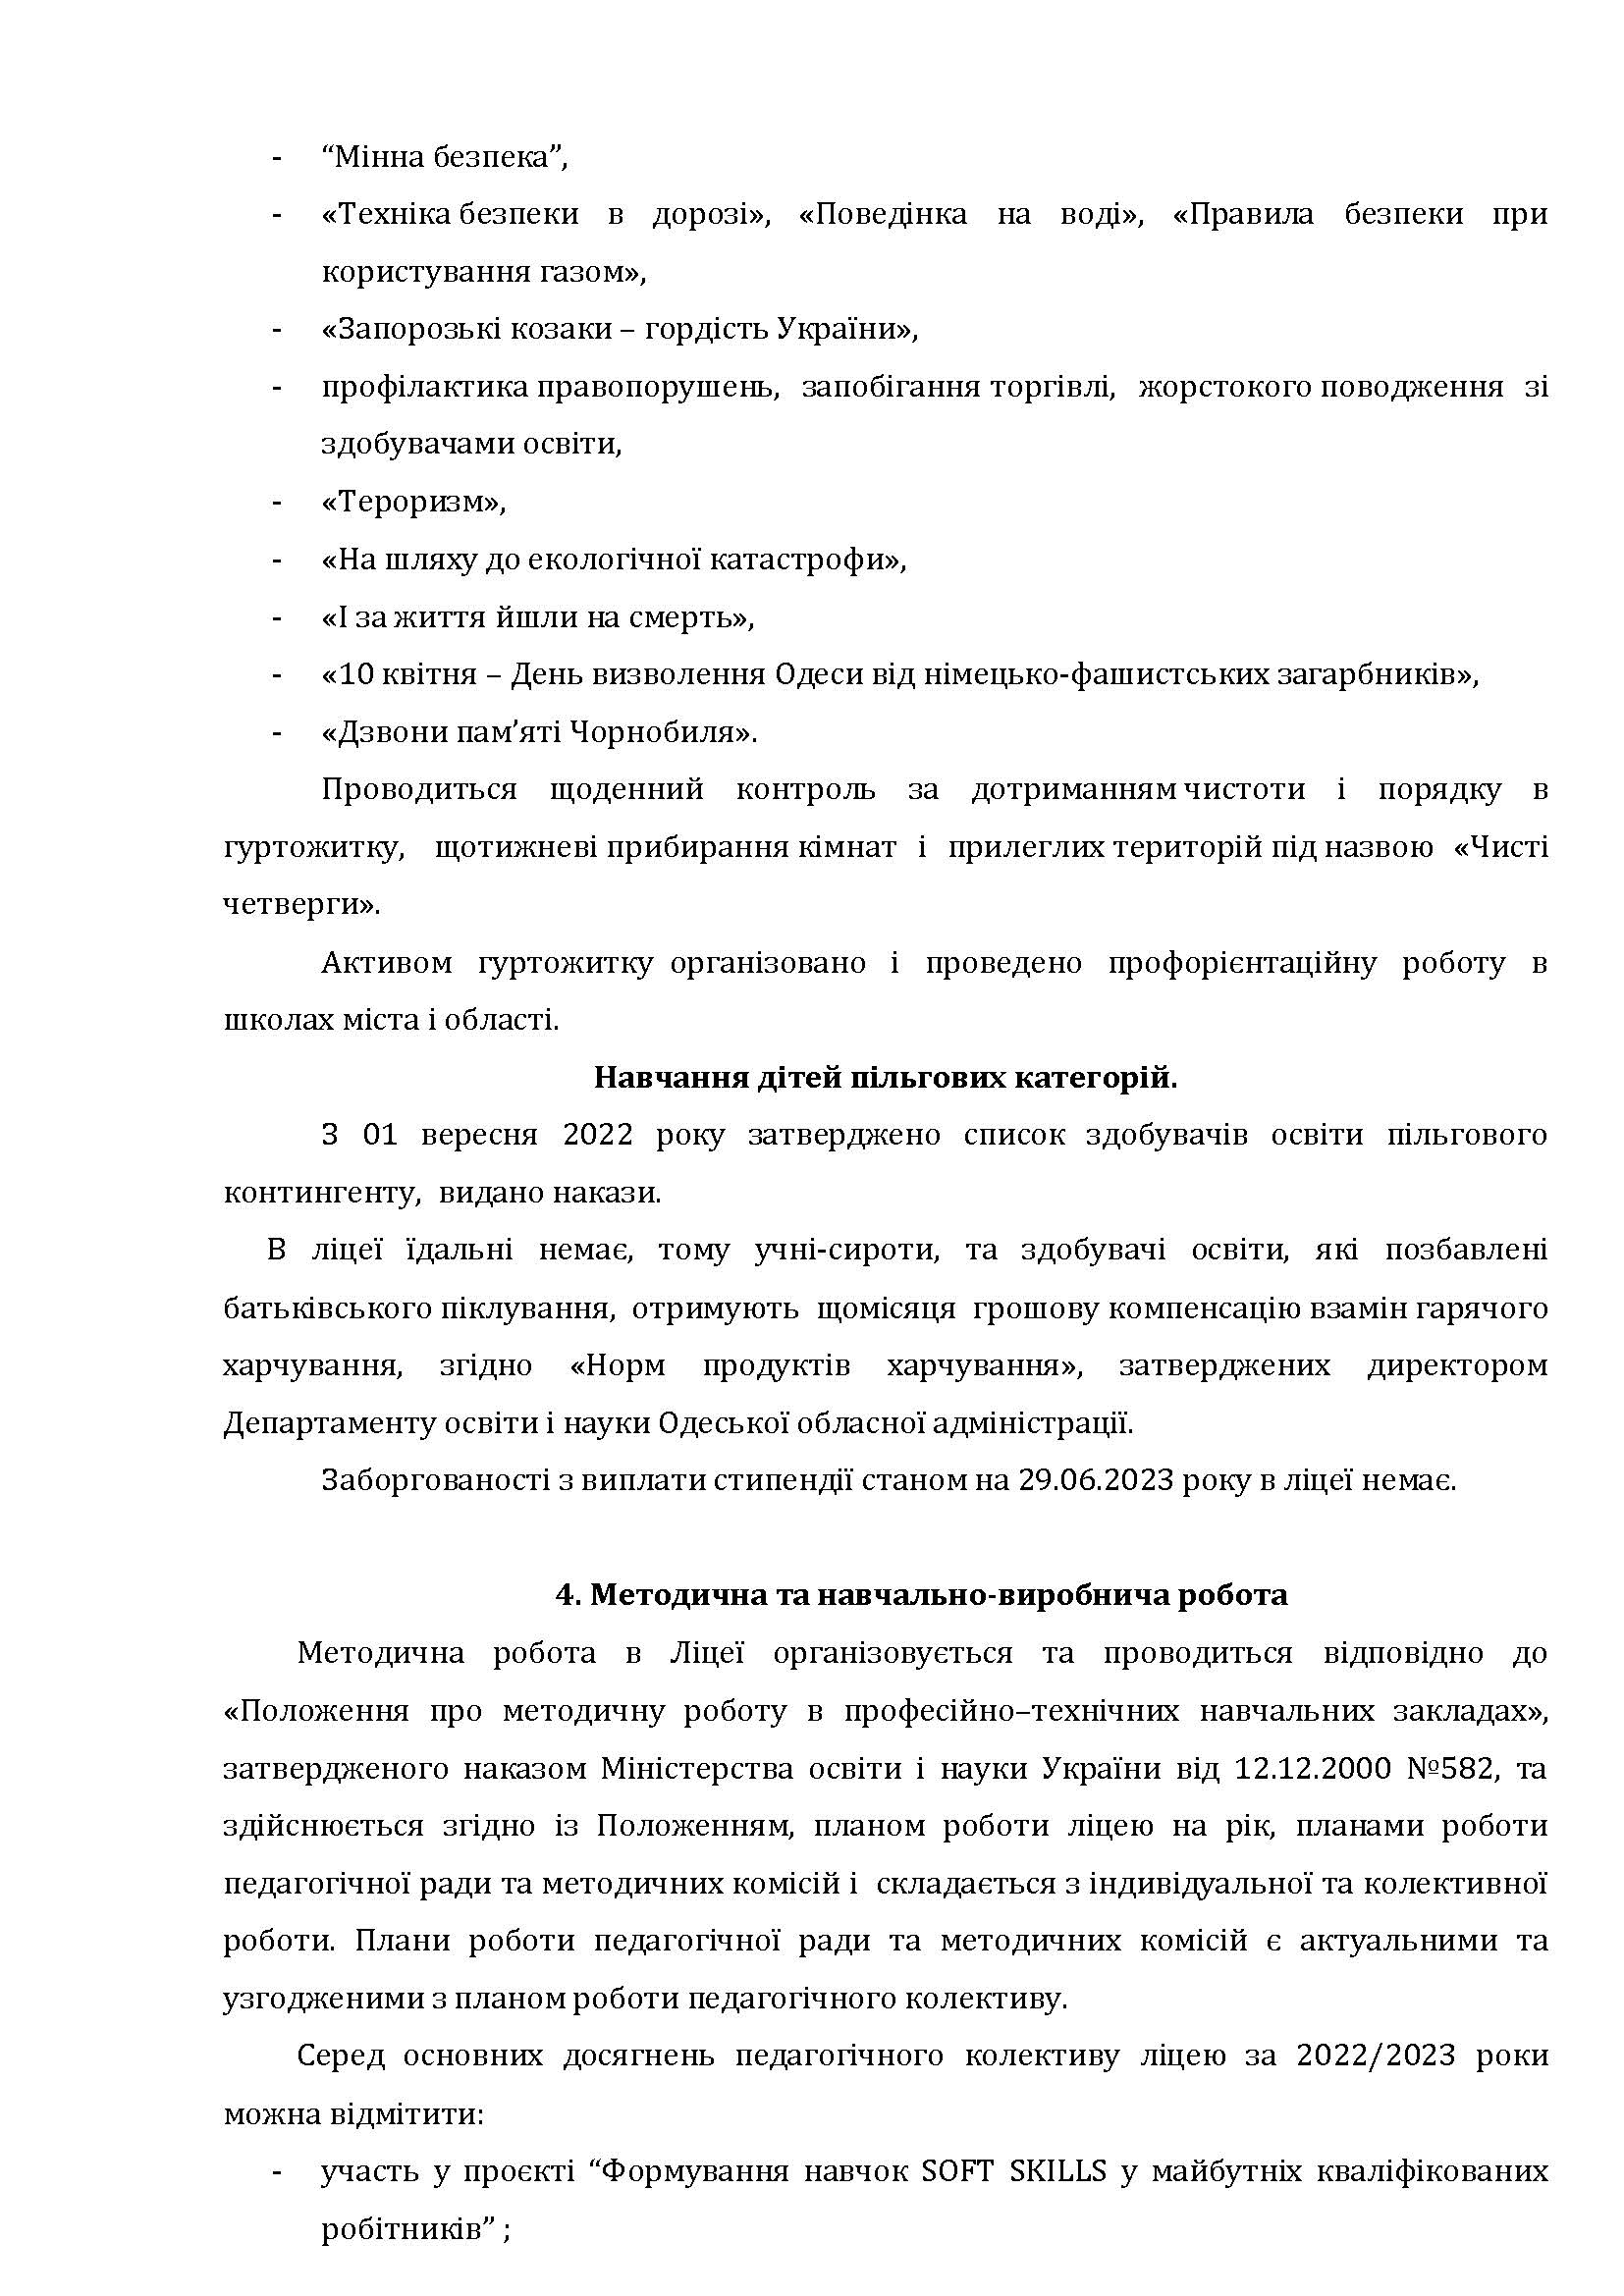 - “Мінна безпека”,
- «Техніка безпеки в дорозі», «Поведінка на воді», «Правила безпеки при
користування газом»,
- «Запорозькі козаки – гордість України»,
- профілактика правопорушень, запобігання торгівлі, жорстокого поводження зі
здобувачами освіти,
- «Тероризм»,
- «На шляху до екологічної катастрофи»,
- «І за життя йшли на смерть»,
- «10 квітня – День визволення Одеси від німецько-фашистських загарбників»,
- «Дзвони пам’яті Чорнобиля».
Проводиться щоденний контроль за дотриманням чистоти і порядку в
гуртожитку, щотижневі прибирання кімнат і прилеглих територій під назвою «Чисті
четверги».
Активом гуртожитку організовано і проведено профорієнтаційну роботу в
школах міста і області.
Навчання дітей пільгових категорій.
З 01 вересня 2022 року затверджено список здобувачів освіти пільгового
контингенту, видано накази.
В ліцеї їдальні немає, тому учні-сироти, та здобувачі освіти, які позбавлені
батьківського піклування, отримують щомісяця грошову компенсацію взамін гарячого
харчування, згідно «Норм продуктів харчування», затверджених директором
Департаменту освіти і науки Одеської обласної адміністрації.
Заборгованості з виплати стипендії станом на 29.06.2023 року в ліцеї немає.
4. Методична та навчально-виробнича робота
Методична робота в Ліцеї організовується та проводиться відповідно до
«Положення про методичну роботу в професійно–технічних навчальних закладах»,
затвердженого наказом Міністерства освіти і науки України від 12.12.2000 №582, та
здійснюється згідно із Положенням, планом роботи ліцею на рік, планами роботи
педагогічної ради та методичних комісій і складається з індивідуальної та колективної
роботи. Плани роботи педагогічної ради та методичних комісій є актуальними та
узгодженими з планом роботи педагогічного колективу.
Серед основних досягнень педагогічного колективу ліцею за 2022/2023 роки
можна відмітити:
- участь у проєкті “Формування навчок SOFT SKILLS у майбутніх кваліфікованих
робітників” ;